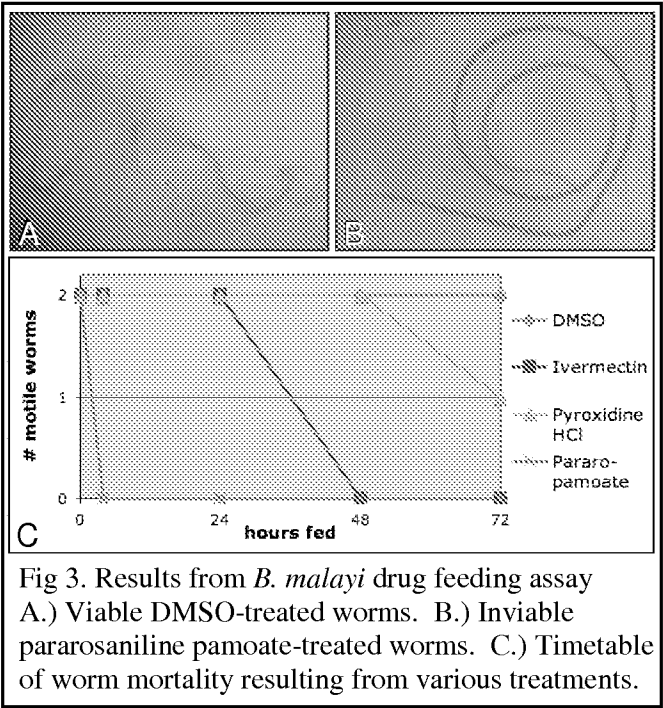 A
B
# motile worms
2
1
0
0
24
48
72
hours fed
C
DMSO
Ivermectin
Pyroxidine
HCl
Pararo-
pamoate
Fig 3. Results from B. malayi drug feeding assay
A.) Viable DMSO-treated worms. B.) Inviable
pararosaniline pamoate-treated worms. C.) Timetable
of worm mortality resulting from various treatments.